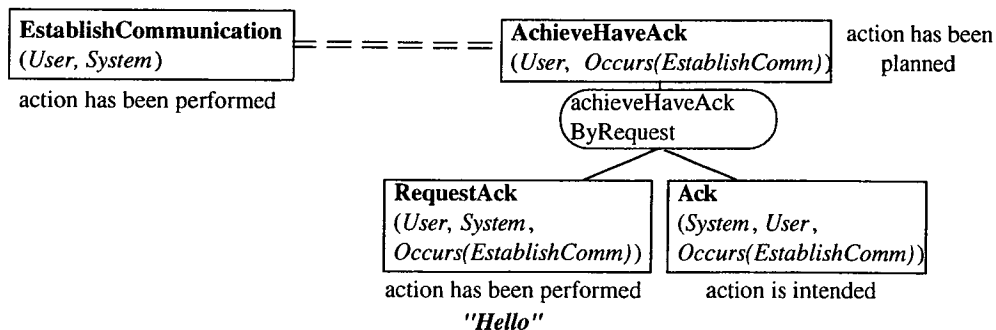 EstablishCommunication
(User, System)
action has been performed
AchieveHaveAck
(User, Occurs(EstablishComm))
action has been
planned
achieveHaveAck
ByRequest
RequestAck
(User, System,
Occurs(EstablishComm))
action has been performed
"Hello"
Ack
(System, User,
Occurs(EstablishComm))
action is intended